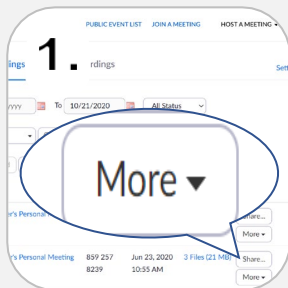 PUBLIC EVENT LIST JOIN A MEETING HOST A MEETING
ings 1. rdings
Sett
yyyy To 10/21/2020 All Status
More ▾
er's Personal Share...
More ▾
r's Personal Meeting 859 257 Jun 23, 2020 3 Files (21 MB) Share...
8239 10:55 AM More ▾